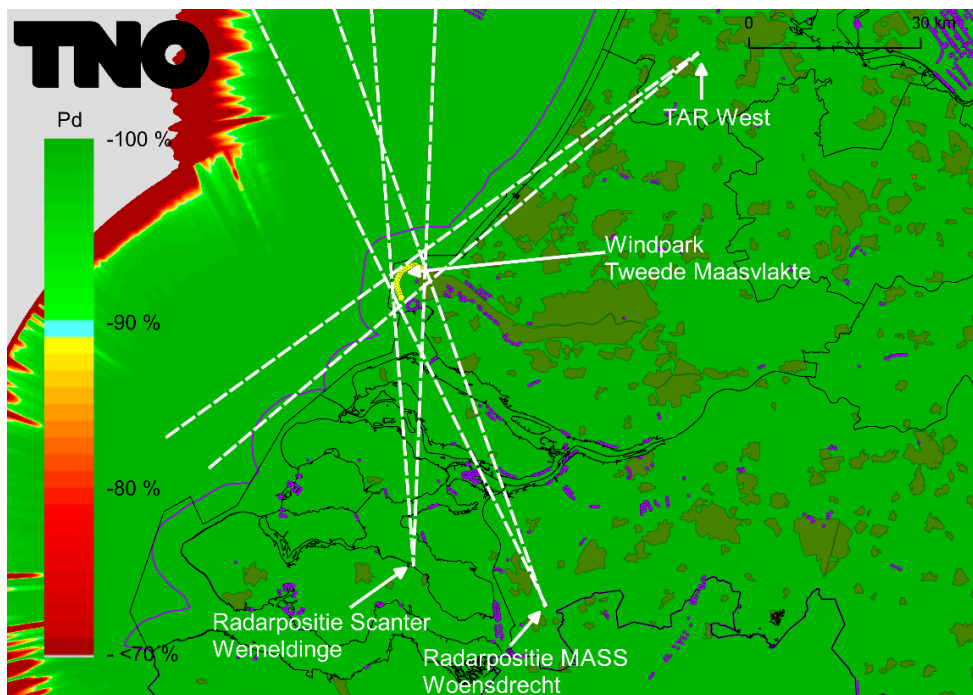 TNO
30 km
0
Pd
-100 %
TAR West
Windpark
Tweede Maasvlakte
-90 %
-80 %
Radarpositie Scanter
Wemeldinge
- <70 %
Radarpositie MASS
Woensdrecht